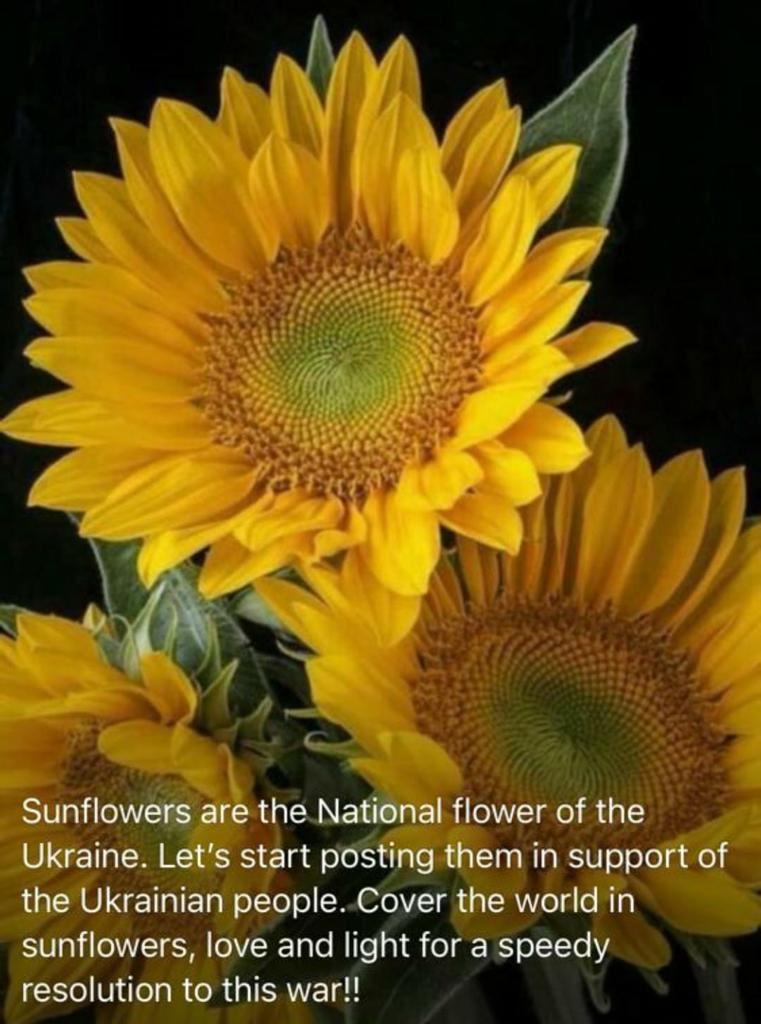 Sunflowers are the National flower of the
Ukraine. Let’s start posting them in support of
the Ukrainian people. Cover the world in
sunflowers, love and light for a speedy
resolution to this war!!